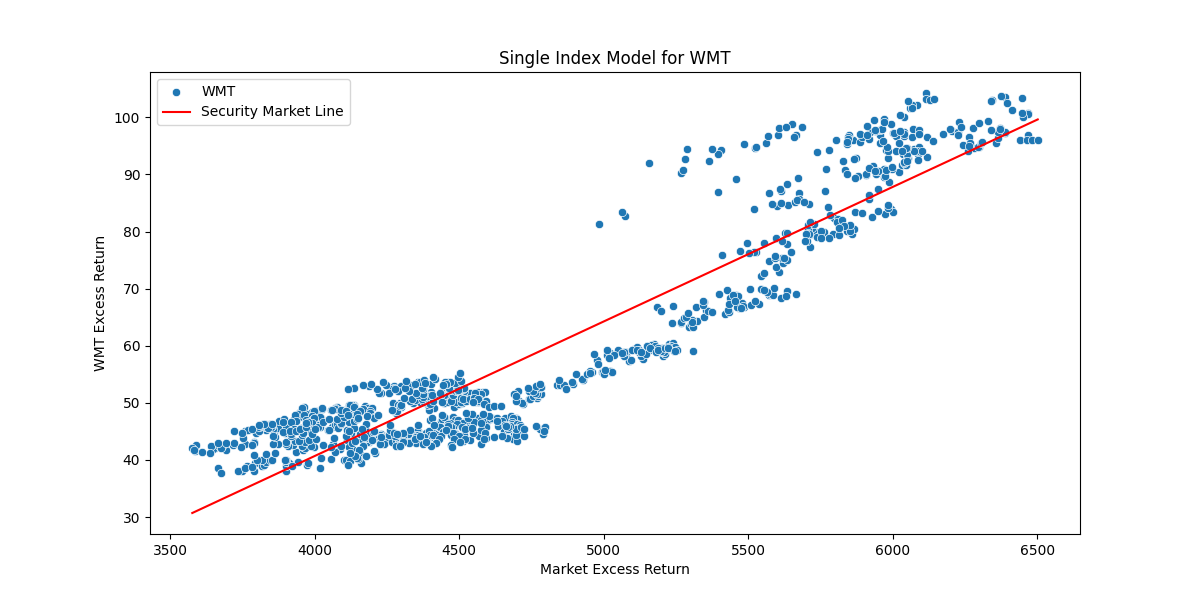 Single Index Model for WMT
WMT
Security Market Line
WMT Excess Return
100
90
80
70
60
50
40
30
3500 4000 4500 5000 5500 6000 6500
Market Excess Return